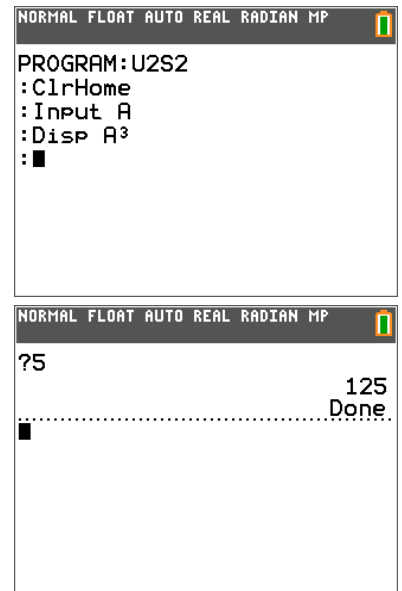 NORMAL FLOAT AUTO REAL RADIAN MP
PROGRAM:U2S2
:ClrHome
:Input A
:Disp A³
:
NORMAL FLOAT AUTO REAL RADIAN MP
?5
125
Done